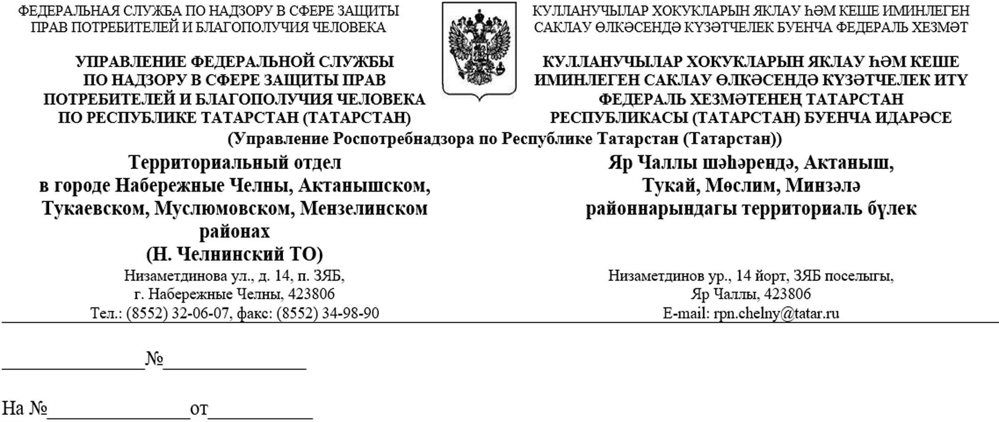 ФЕДЕРАЛЬНАЯ СЛУЖБА ПО НАДЗОРУ В СФЕРЕ ЗАЩИТЫ
ПРАВ ПОТРЕБИТЕЛЕЙ И БЛАГОПОЛУЧИЯ ЧЕЛОВЕКА
УПРАВЛЕНИЕ ФЕДЕРАЛЬНОЙ СЛУЖБЫ
ПО НАДЗОРУ В СФЕРЕ ЗАЩИТЫ ПРАВ
ПОТРЕБИТЕЛЕЙ И БЛАГОПОЛУЧИЯ ЧЕЛОВЕКА
ПО РЕСПУБЛИКЕ ТАТАРСТАН (ТАТАРСТАН)
КУЛЛАНУЧЫЛАР ХОКУКЛАРЫН ЯКЛАУ ҺӘМ КЕШЕ ИМИНЛЕГЕН
САКЛАУ ӨЛКӘСЕНДӘ КҮЗӘТЧЕЛЕК БУЕНЧА ФЕДЕРАЛЬ ХЕЗМӘТ
КУЛЛАНУЧЫЛАР ХОКУКЛАРЫН ЯКЛАУ ҺӘМ КЕШЕ
ИМИНЛЕГЕН САКЛАУ ӨЛКӘСЕНДӘ КҮЗӘТЧЕЛЕК ИТҮ
ФЕДЕРАЛЬ ХЕЗМӘТЕНЕҢ ТАТАРСТАН
РЕСПУБЛИКАСЫ (ТАТАРСТАН) БУЕНЧА ИДАРӘСЕ
(Управление Роспотребнадзора по Республике Татарстан (Татарстан))
Территориальный отдел
в городе Набережные Челны, Актанышском,
Тукаевском, Муслюмовском, Мензелинском
районах
(Н. Челнинский ТО)
Низаметдинова ул., д. 14, п. ЗЯБ,
г. Набережные Челны, 423806
Тел.: (8552) 32-06-07, факс: (8552) 34-98-90
Яр Чаллы шәһәрендә, Актаныш,
Тукай, Мөслим, Минзәлә
районнарындагы территориаль бүлек
Низаметдинов ур., 14 йорт, ЗЯБ поселыгы,
Яр Чаллы, 423806
E-mail: rpn.chelny@tatar.ru
_______________№_______________
На №_______________от___________